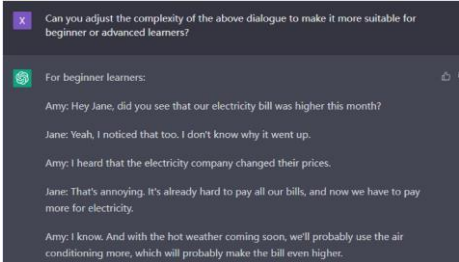 X
Can you adjust the complexity of the above dialogue to make it more suitable for
beginner or advanced learners?
For beginner learners:
Amy: Hey Jane, did you see that our electricity bill was higher this month?
Jane: Yeah, I noticed that too. I don't know why it went up.
Amy: I heard that the electricity company changed their prices.
Jane: That's annoying. It's already hard to pay all our bills, and now we have to pay
more for electricity.
Amy: I know. And with the hot weather coming soon, we'll probably use the air
conditioning more, which will probably make the bill even higher.